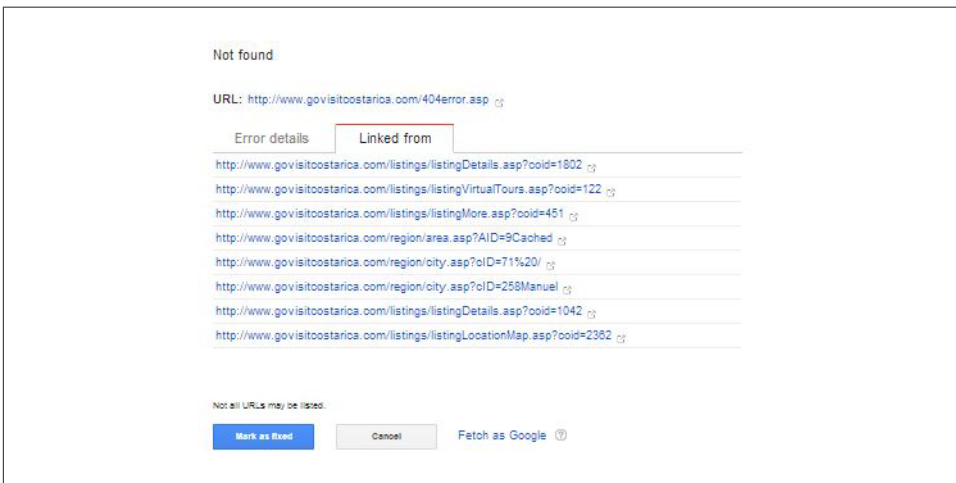 Not found
URL: http://www.govisitcostarica.com/404error.asp
Error details Linked from
http://www.govisitcostarica.com/listings/listingDetails.asp?coid=1802
http://www.govisitcostarica.com/listings/listingVirtualTours.asp?coid=122
http://www.govisitcostarica.com/listings/listingMore.asp?coid=451
http://www.govisitcostarica.com/region/area.asp?AID=9Cached
http://www.govisitcostarica.com/region/city.asp?cID=71%20/
http://www.govisitcostarica.com/region/city.asp?cID=258Manuel
http://www.govisitcostarica.com/listings/listingDetails.asp?coid=1042
http://www.govisitcostarica.com/listings/listingLocationMap.asp?coid=2362
Not all URLs may be listed.
Mark as fixed Cancel Fetch as Google ?